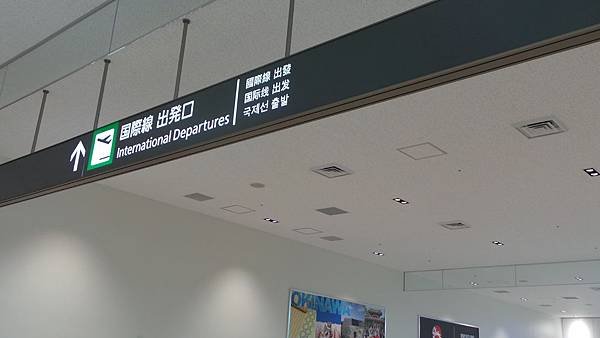 国際線 出発口
International Departures
國際線 出發
国际线 出发
국제선 출발
OKINAWA